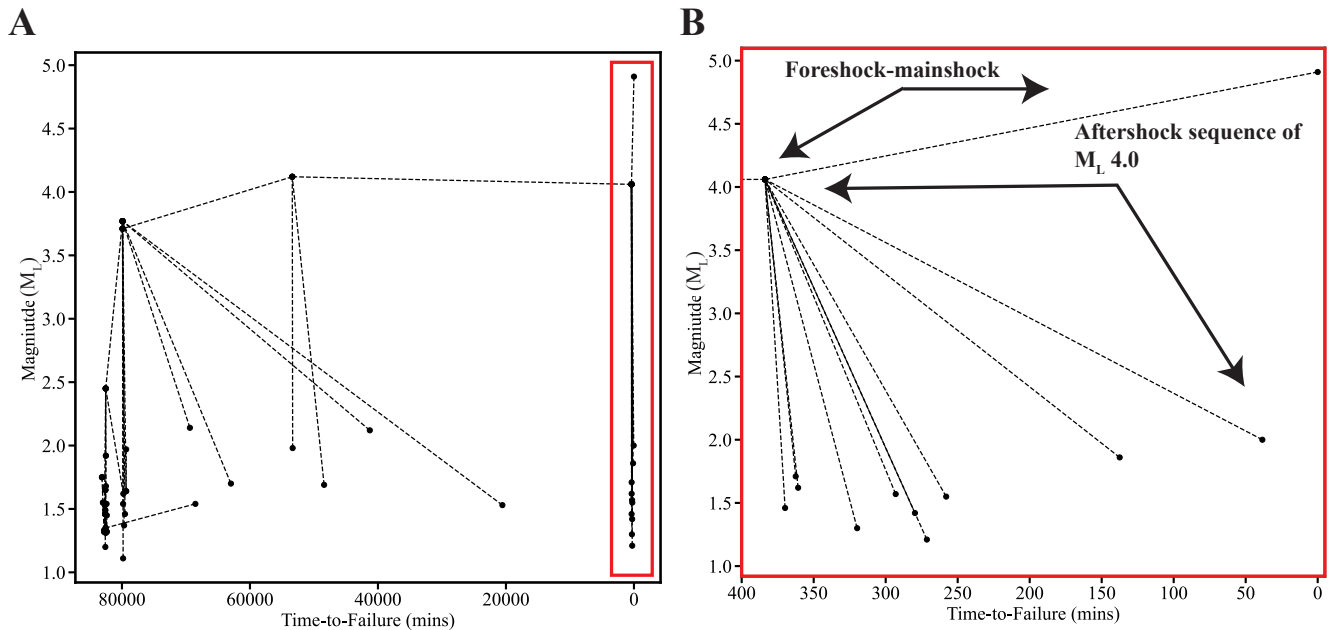 A
5.0
4.5
4.0
3.5
3.0
2.5
2.0
1.5
1.0
Magniutde (M_L)
80000 60000 40000 20000 0
Time-to-Failure (mins)
B
5.0
4.5
4.0
3.5
3.0
2.5
2.0
1.5
1.0
Magniutde (M_L)
Foreshock-mainshock
Aftershock sequence of
M_L 4.0
400 350 300 250 200 150 100 50 0
Time-to-Failure (mins)